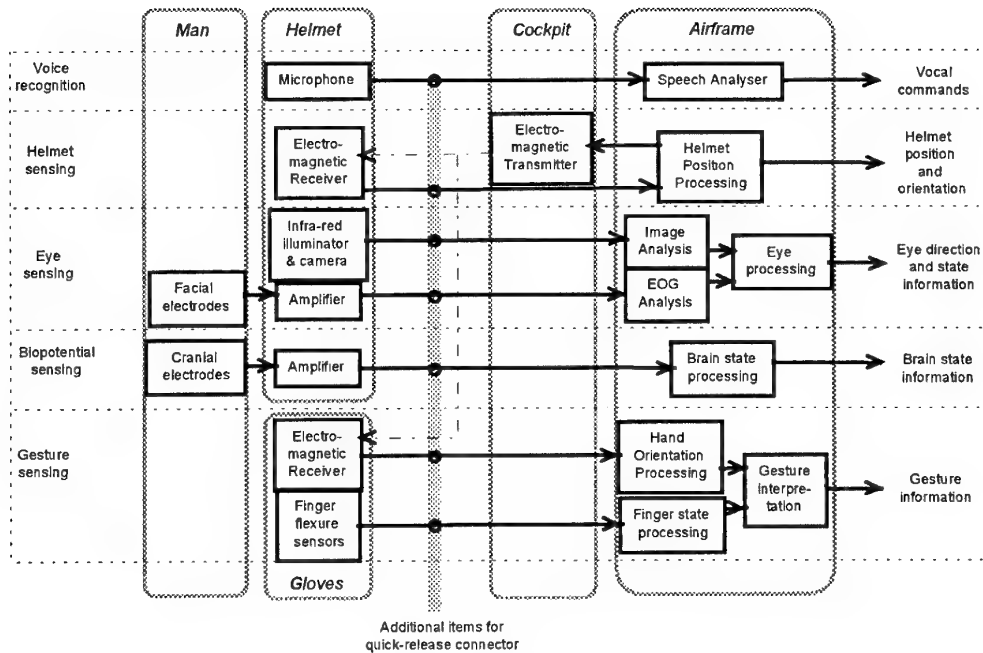 Man
Helmet
Cockpit
Airframe
Voice
recognition
Microphone
Speech Analyser
Vocal
commands
Helmet
sensing
Electro-
magnetic
Receiver
Electro-
magnetic
Transmitter
Helmet
Position
Processing
Helmet
position
and
orientation
Eye
sensing
Infra-red
illuminator
& camera
Image
Analysis
Eye
processing
Eye direction
and state
information
Facial
electrodes
Amplifier
EOG
Analysis
Biopotential
sensing
Cranial
electrodes
Amplifier
Brain state
processing
Brain state
information
Gesture
sensing
Electro-
magnetic
Receiver
Hand
Orientation
Processing
Gesture
Interpre-
tation
Gesture
information
Finger
flexure
sensors
Finger state
processing
Gloves
Additional items for
quick-release connector